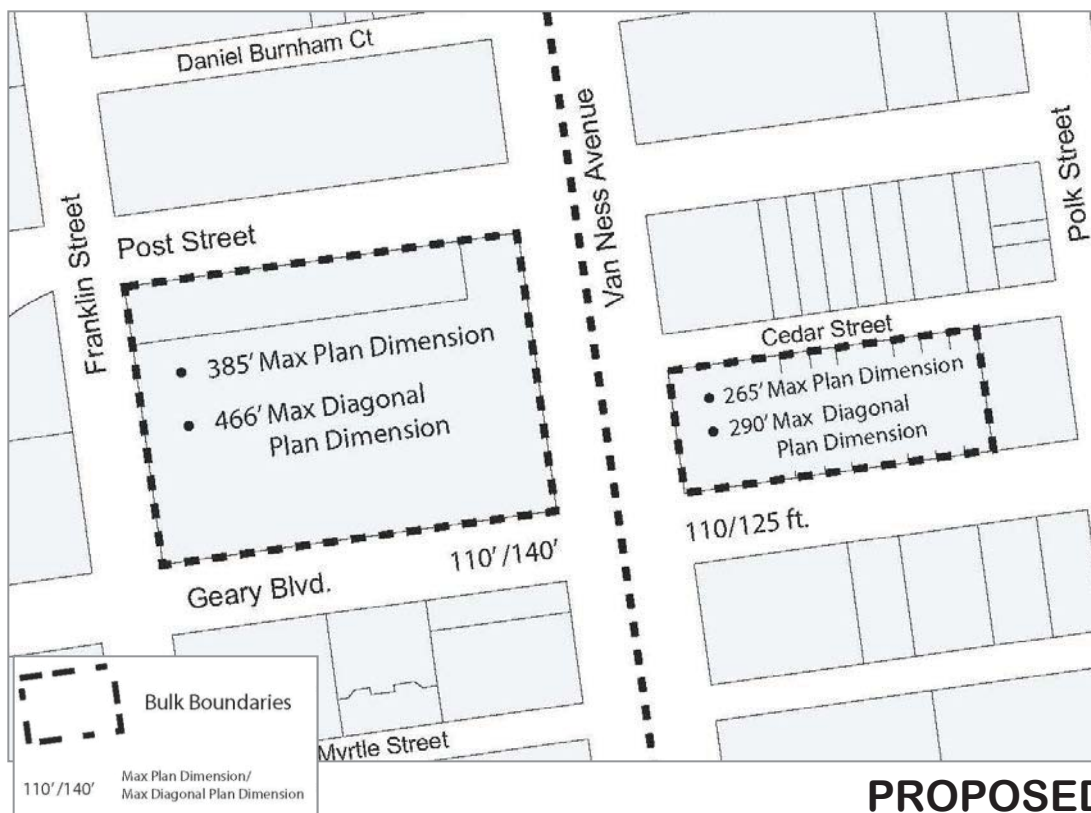 Daniel Burnham Ct
Franklin Street
Post Street
Van Ness Avenue
Polk Street
Cedar Street
• 385' Max Plan Dimension
• 466' Max Diagonal
Plan Dimension
• 265' Max Plan Dimension
• 290' Max Diagonal
Plan Dimension
110/125 ft.
110'/140'
Geary Blvd.
Myrtle Street
Bulk Boundaries
110'/140'
Max Plan Dimension/
Max Diagonal Plan Dimension
PROPOSED